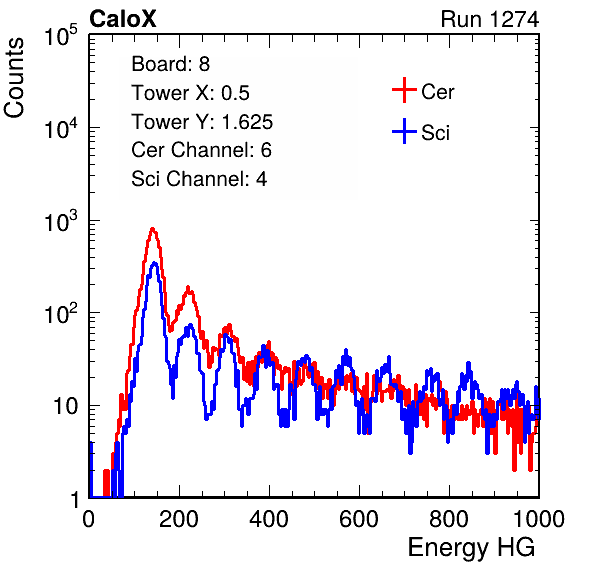 CaloX Run 1274
Counts
10^5
10^4
10^3
10^2
10
1
Board: 8
Tower X: 0.5
Tower Y: 1.625
Cer Channel: 6
Sci Channel: 4
Cer
Sci
0 200 400 600 800 1000
Energy HG